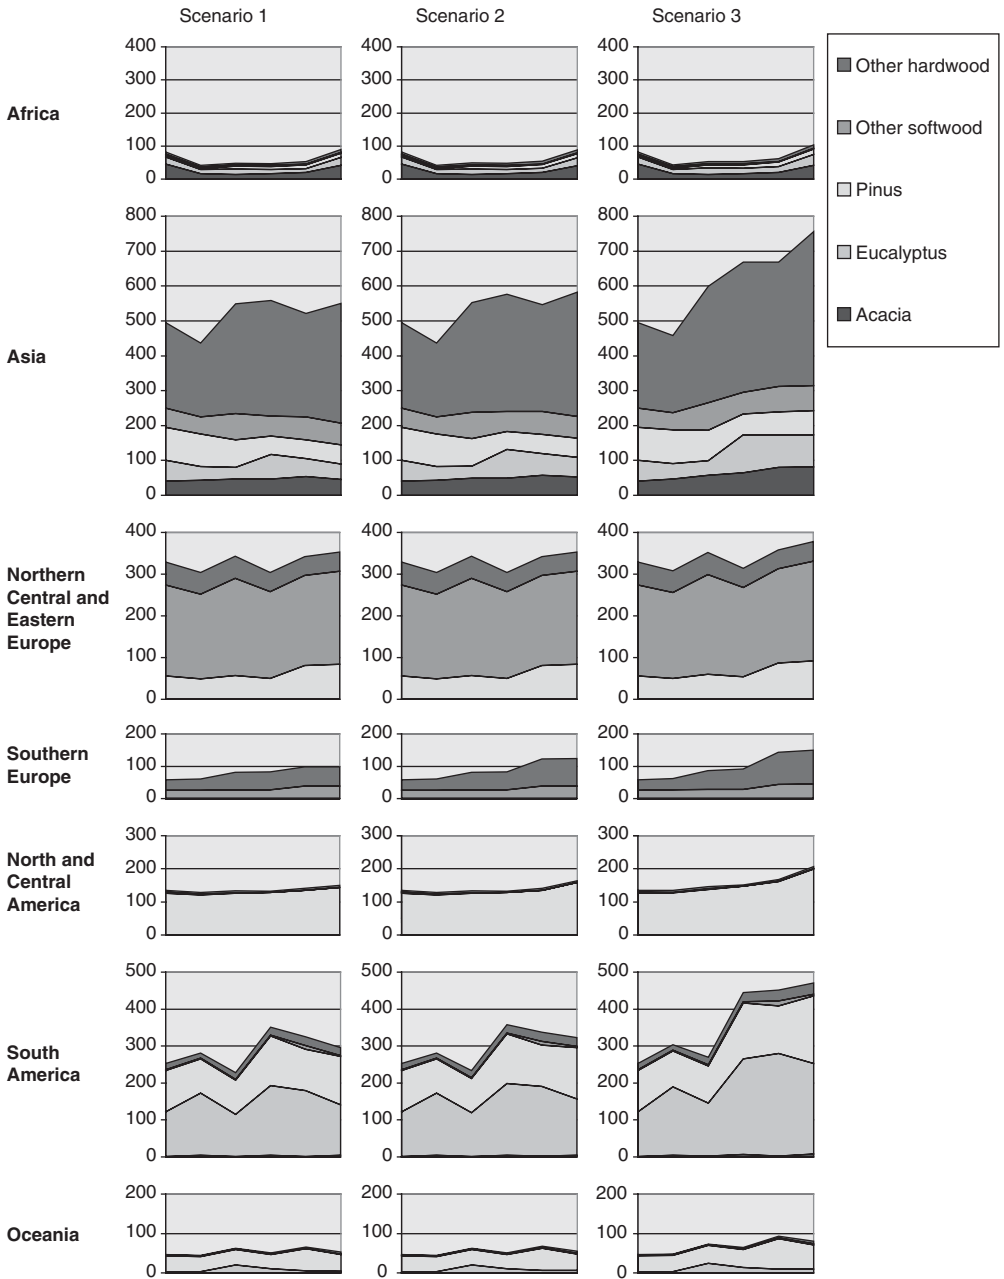 Scenario 1 Scenario 2 Scenario 3
Africa
400 400 400
300 300 300
200 200 200
100 100 100
0 0 0
Other hardwood
Other softwood
Pinus
Eucalyptus
Acacia
Asia
800 800 800
700 700 700
600 600 600
500 500 500
400 400 400
300 300 300
200 200 200
100 100 100
0 0 0
Northern
Central and
Eastern
Europe
400 400 400
300 300 300
200 200 200
100 100 100
0 0 0
Southern
Europe
200 200 200
100 100 100
0 0 0
North and
Central
America
300 300 300
200 200 200
100 100 100
0 0 0
South
America
500 500 500
400 400 400
300 300 300
200 200 200
100 100 100
0 0 0
Oceania
200 200 200
100 100 100
0 0 0